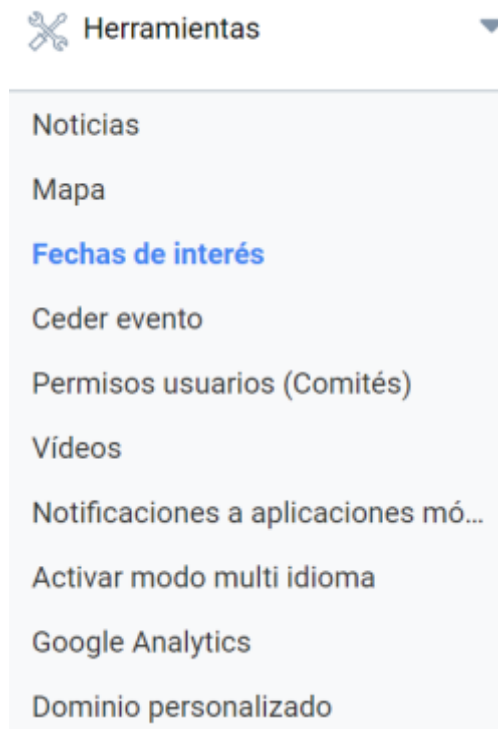 Herramientas
Noticias
Mapa
Fechas de interés
Ceder evento
Permisos usuarios (Comités)
Vídeos
Notificaciones a aplicaciones mó...
Activar modo multi idioma
Google Analytics
Dominio personalizado